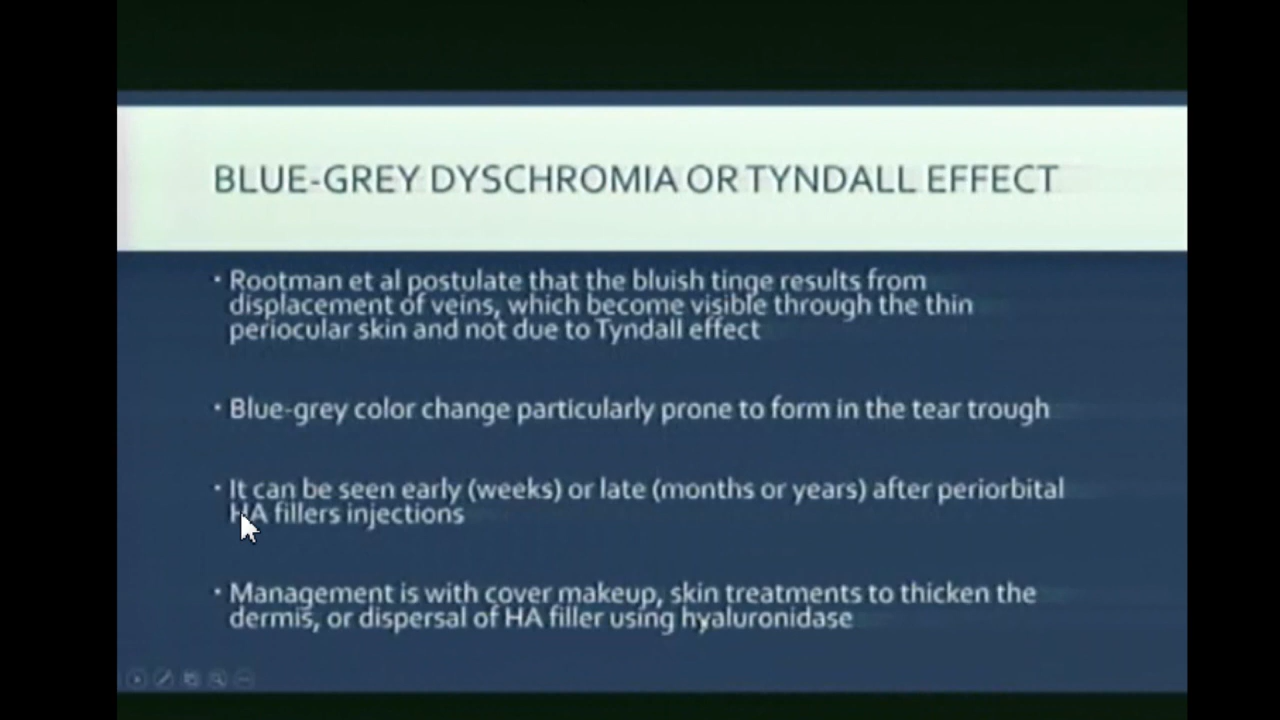 BLUE-GREY DYSCHROMIA OR TYNDALL EFFECT
• Rootman et al postulate that the bluish tinge results from
displacement of veins, which become visible through the thin
periocular skin and not due to Tyndall effect
• Blue-grey color change particularly prone to form in the tear trough
• It can be seen early (weeks) or late (months or years) after periorbital
HA fillers injections
• Management is with cover makeup, skin treatments to thicken the
dermis, or dispersal of HA filler using hyaluronidase